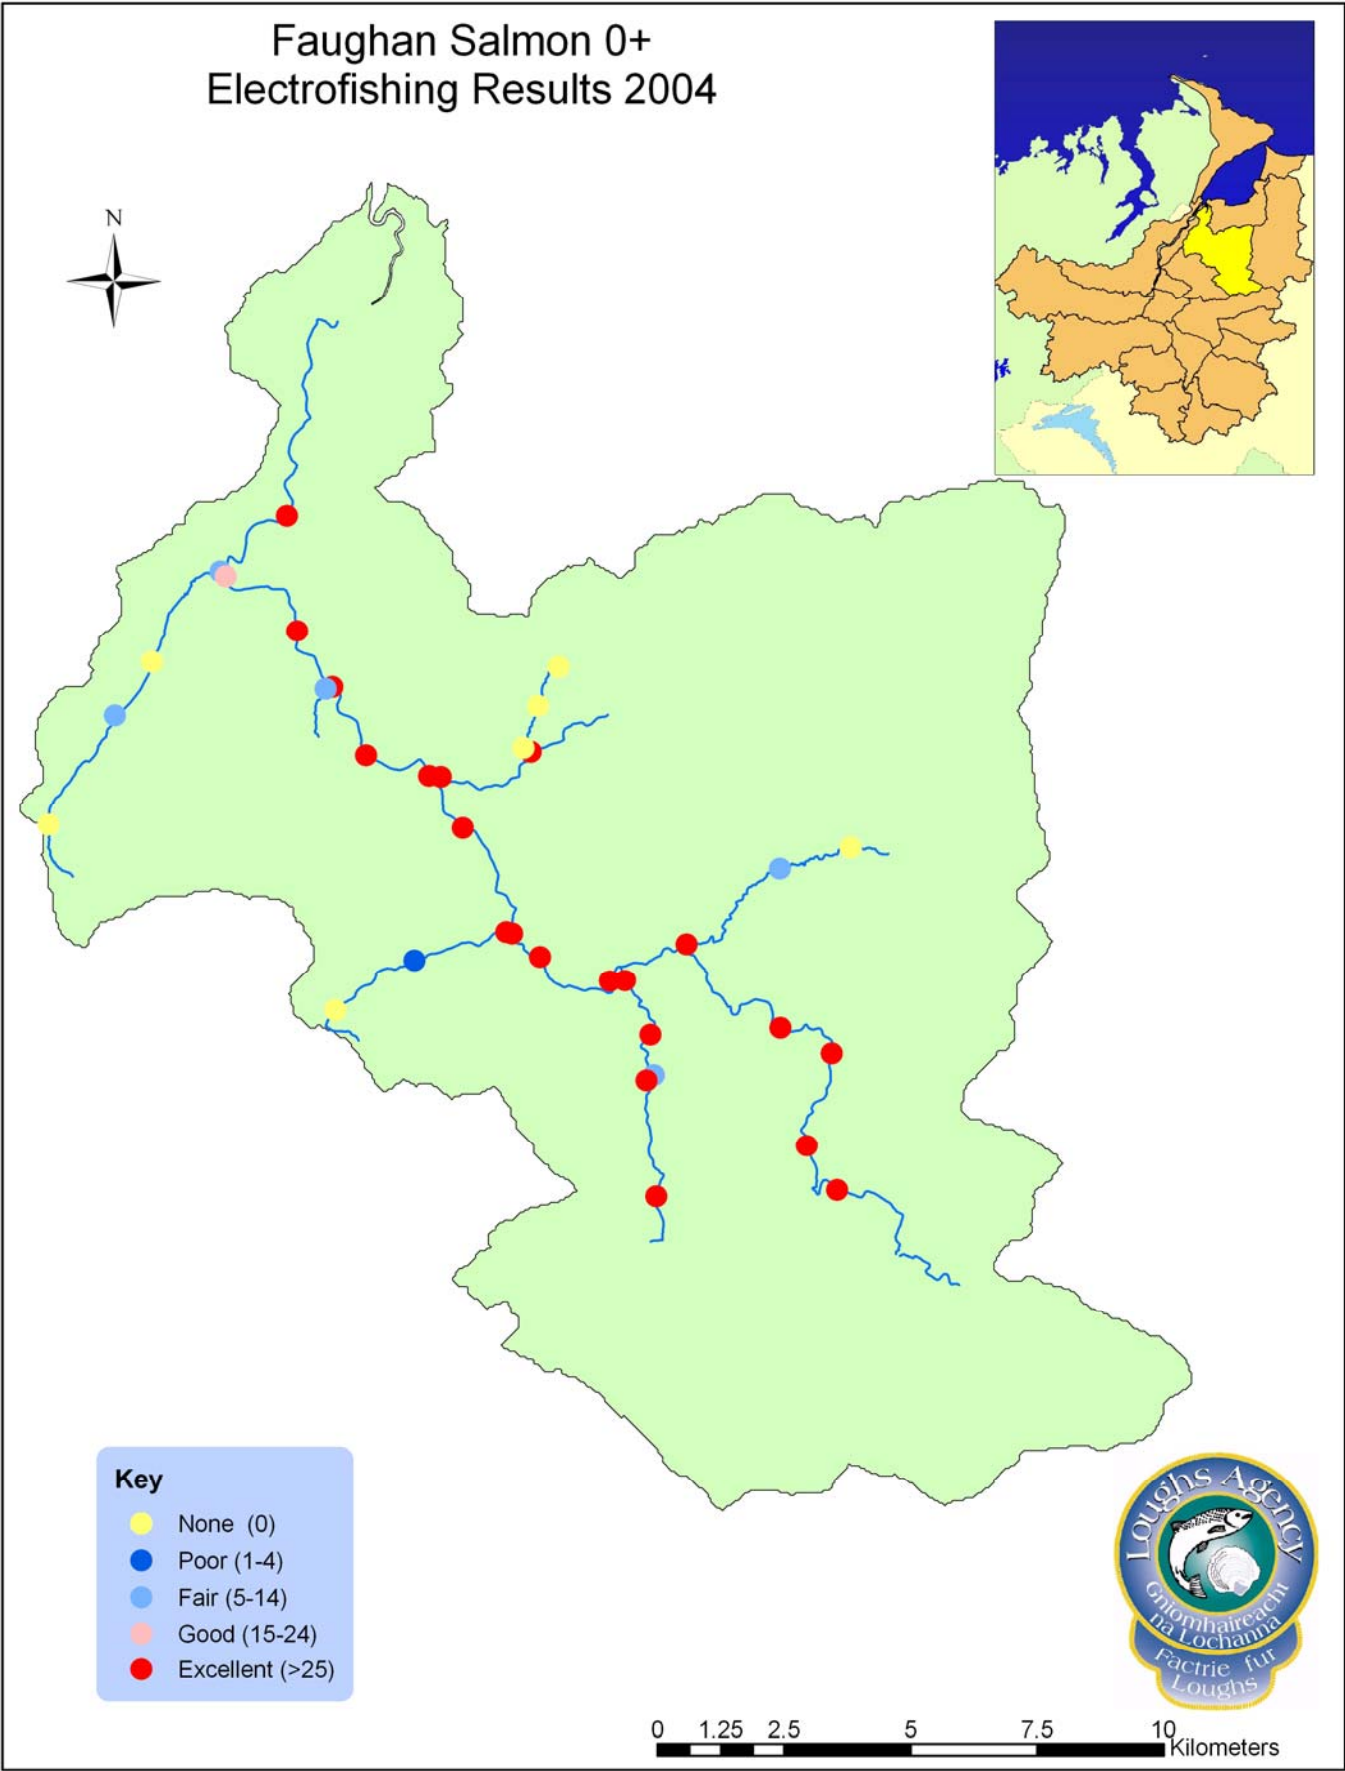 Faughan Salmon 0+
Electrofishing Results 2004
N
Key
None (0)
Poor (1-4)
Fair (5-14)
Good (15-24)
Excellent (>25)
Loughs Agency
Gníomhaireacht
na Lochanna
Factrie fur
Loughs
0 1.25 2.5 5 7.5 10
Kilometers